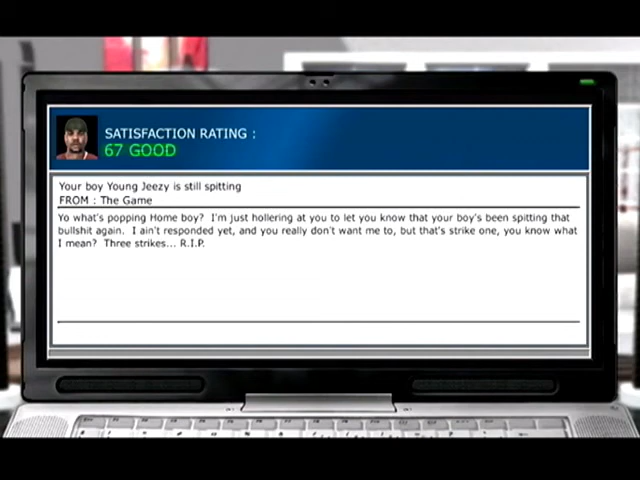 SATISFACTION RATING :
67 GOOD
Your boy Young Jeezy is still spitting
FROM : The Game
Yo what's popping Home boy?  I'm just hollering at you to let you know that your boy's been spitting that
bullshit again.  I ain't responded yet, and you really don't want me to, but that's strike one, you know what
I mean?  Three strikes... R.I.P.